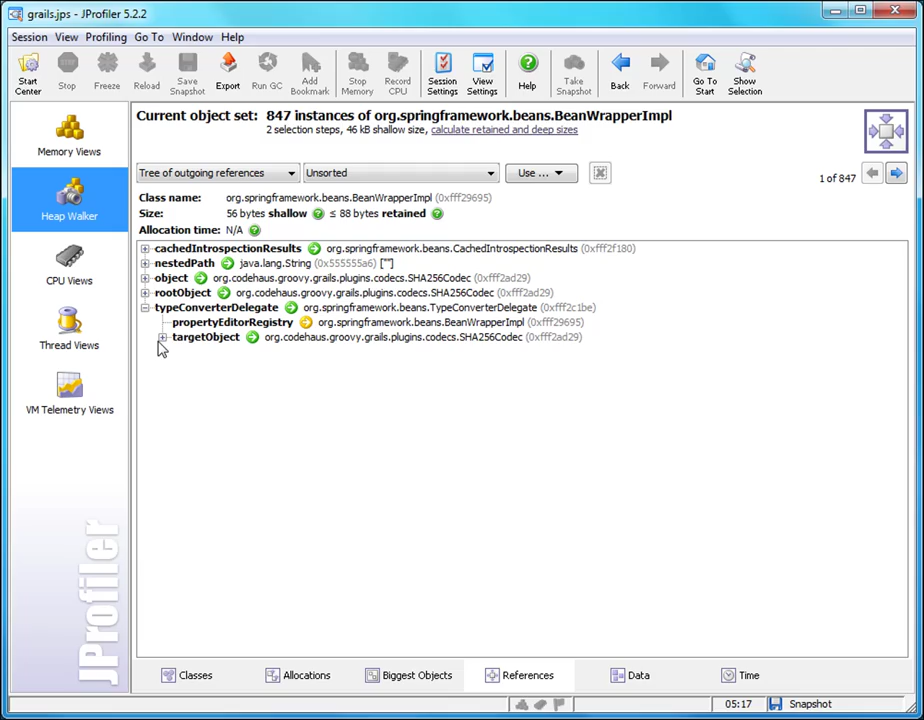 grails.jps - JProfiler 5.2.2
Session View Profiling Go To Window Help
Start Center
Stop
Freeze
Reload
Save Snapshot
Export
Run GC
Add Bookmark
Stop Memory
Record CPU
Session Settings
View Settings
Help
Take Snapshot
Back
Forward
Go To Start
Show Selection
Memory Views
Heap Walker
CPU Views
Thread Views
VM Telemetry Views
JProfiler
Current object set: 847 instances of org.springframework.beans.BeanWrapperImpl
2 selection steps, 46 kB shallow size, calculate retained and deep sizes
Tree of outgoing references Unsorted Use ... 1 of 847
Class name: org.springframework.beans.BeanWrapperImpl (0xfff29695)
Size: 56 bytes shallow ≤ 88 bytes retained
Allocation time: N/A
cachedIntrospectionResults org.springframework.beans.CachedIntrospectionResults (0xfff2f180)
nestedPath java.lang.String (0x555555a6) [""]
object org.codehaus.groovy.grails.plugins.codecs.SHA256Codec (0xfff2ad29)
rootObject org.codehaus.groovy.grails.plugins.codecs.SHA256Codec (0xfff2ad29)
typeConverterDelegate org.springframework.beans.TypeConverterDelegate (0xfff2c1be)
propertyEditorRegistry org.springframework.beans.BeanWrapperImpl (0xfff29695)
targetObject org.codehaus.groovy.grails.plugins.codecs.SHA256Codec (0xfff2ad29)
Classes Allocations Biggest Objects References Data Time
05:17 Snapshot